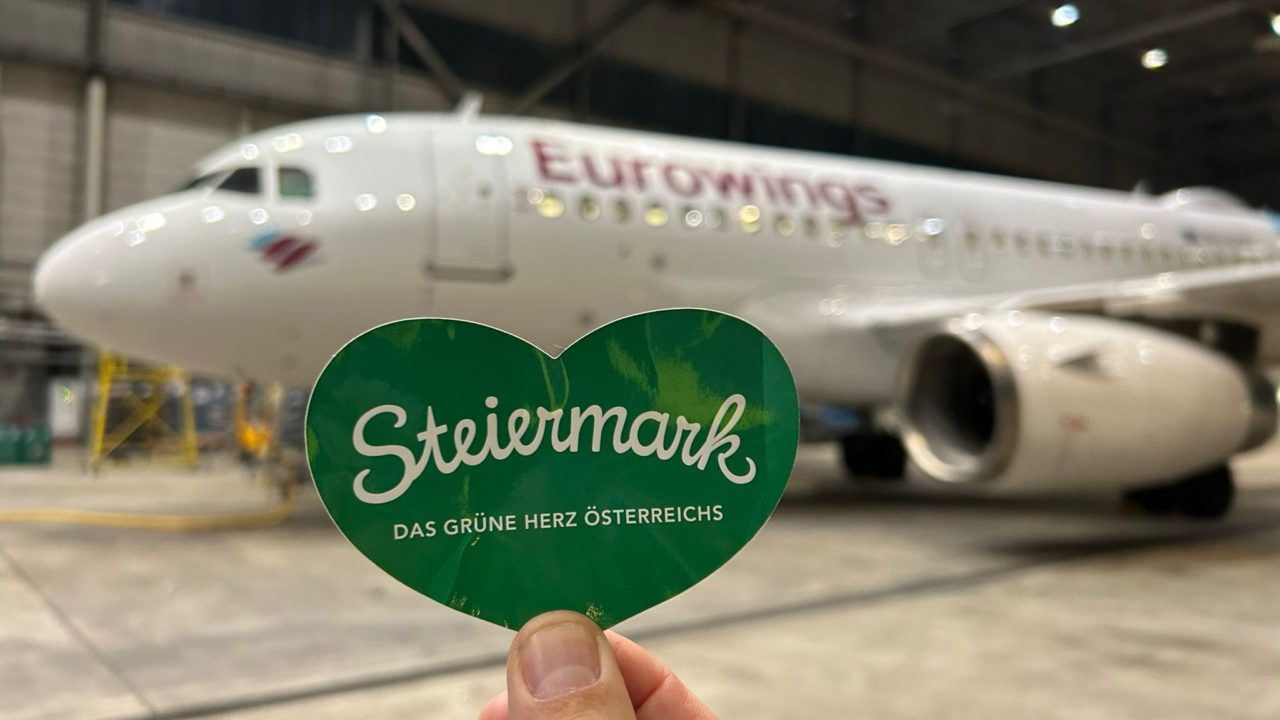 Eurowings
Steiermark
DAS GRÜNE HERZ ÖSTERREICHS